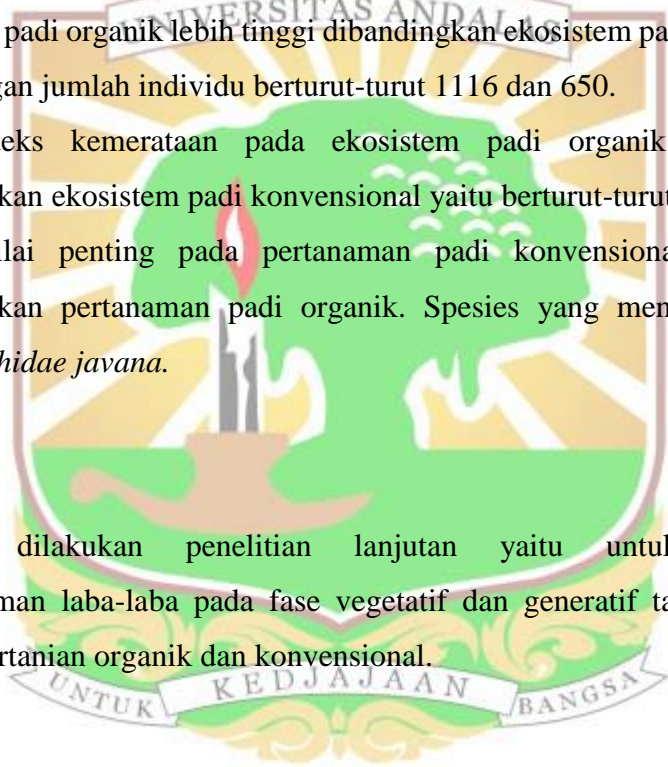 UNIVERSITAS ANDALAS
padi organik lebih tinggi dibandingkan ekosistem pa
gan jumlah individu berturut-turut 1116 dan 650.
deks kemerataan pada ekosistem padi organik
kan ekosistem padi konvensional yaitu berturut-turut
ilai penting pada pertanaman padi konvensiona
kan pertanaman padi organik. Spesies yang men
hidae javana.
dilakukan penelitian lanjutan yaitu untu
man laba-laba pada fase vegetatif dan generatif ta
rtanian organik dan konvensional.
UNTUK KEDJAJAAN BANGSA